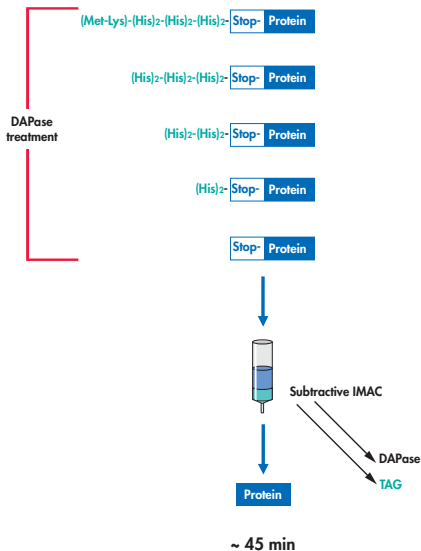 (Met-Lys)-(His)2-(His)2-(His)2- Stop- Protein
(His)2-(His)2-(His)2- Stop- Protein
DAPase
treatment
(His)2-(His)2- Stop- Protein
(His)2- Stop- Protein
Stop- Protein
Subtractive IMAC
DAPase
TAG
Protein
~ 45 min